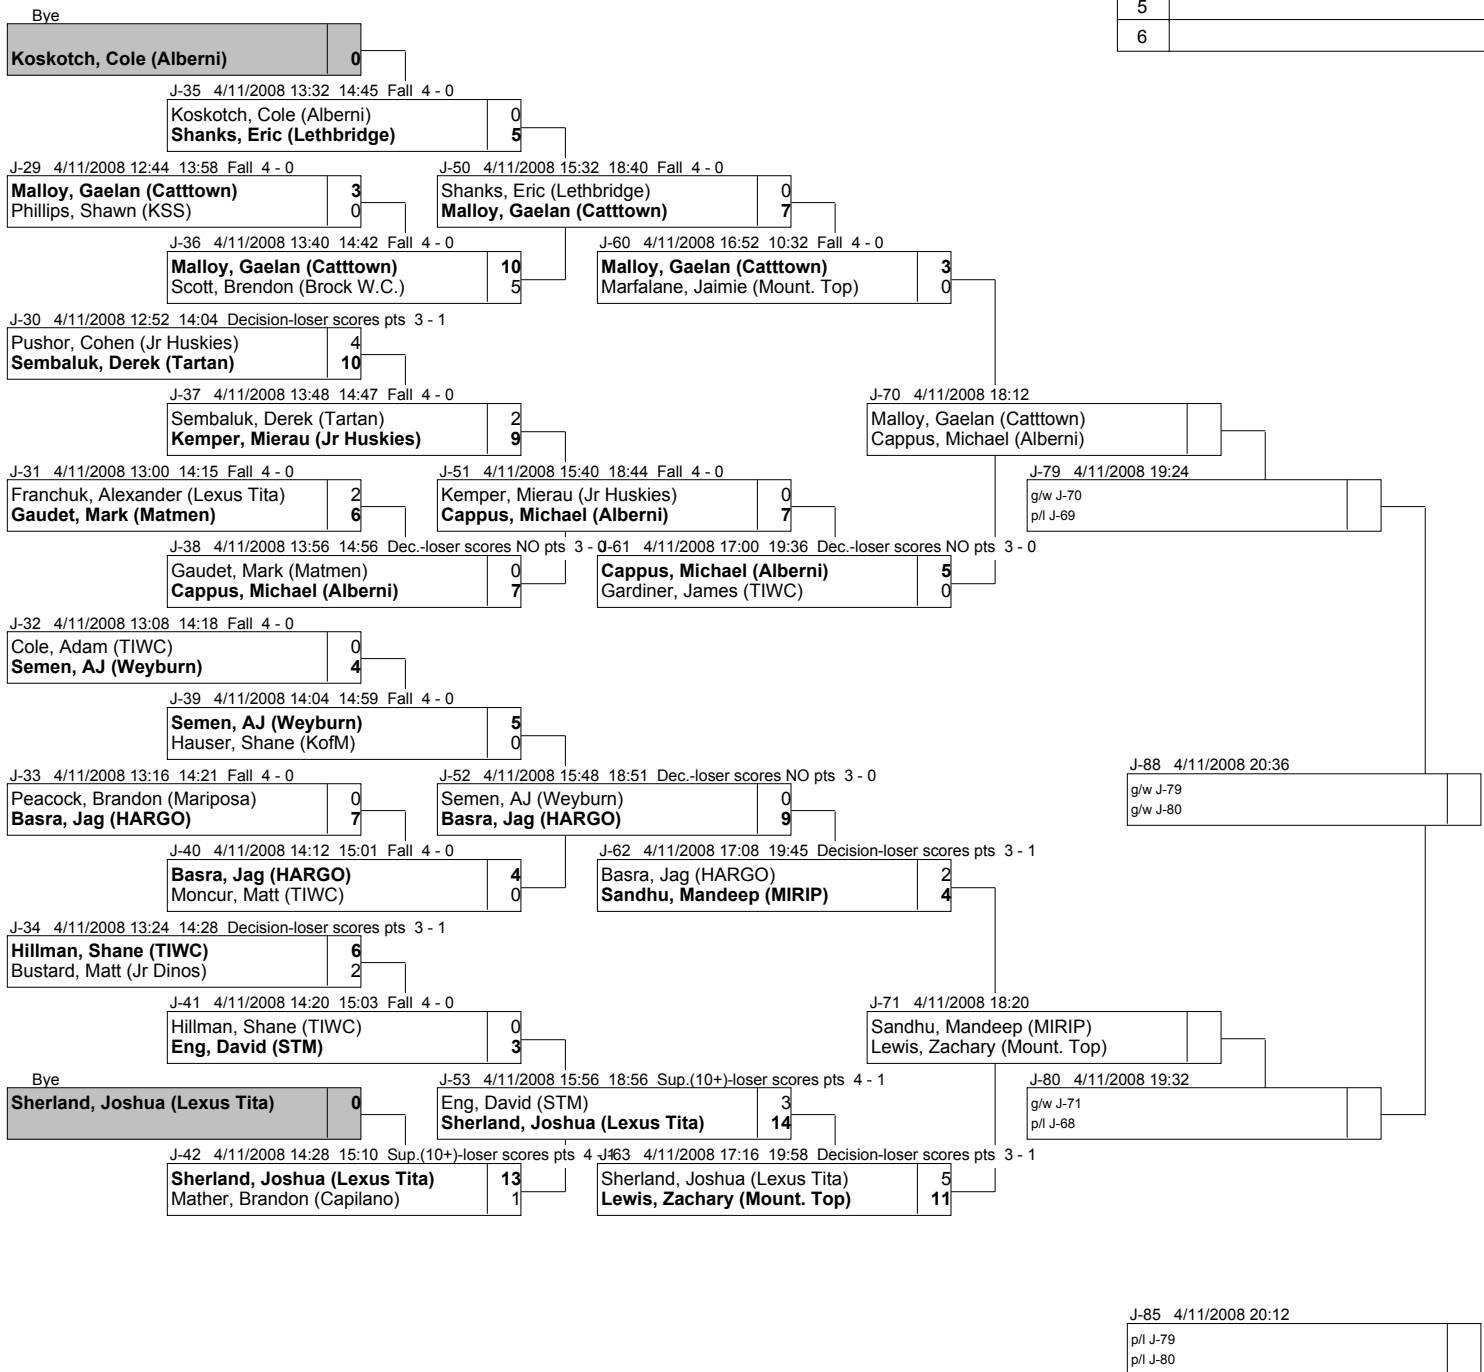 5
6
Bye
Koskotch, Cole (Alberni) 0
J-35 4/11/2008 13:32 14:45 Fall 4 - 0
Koskotch, Cole (Alberni) 0
Shanks, Eric (Lethbridge) 5
J-29 4/11/2008 12:44 13:58 Fall 4 - 0
Malloy, Gaelan (Catttown) 3
Phillips, Shawn (KSS) 0
J-50 4/11/2008 15:32 18:40 Fall 4 - 0
Shanks, Eric (Lethbridge) 0
Malloy, Gaelan (Catttown) 7
J-36 4/11/2008 13:40 14:42 Fall 4 - 0
Malloy, Gaelan (Catttown) 10
Scott, Brendon (Brock W.C.) 5
J-60 4/11/2008 16:52 10:32 Fall 4 - 0
Malloy, Gaelan (Catttown) 3
Marfalane, Jaimie (Mount. Top) 0
J-30 4/11/2008 12:52 14:04 Decision-loser scores pts 3 - 1
Pushor, Cohen (Jr Huskies) 4
Sembaluk, Derek (Tartan) 10
J-37 4/11/2008 13:48 14:47 Fall 4 - 0
Sembaluk, Derek (Tartan) 2
Kemper, Mierau (Jr Huskies) 9
J-70 4/11/2008 18:12
Malloy, Gaelan (Catttown)
Cappus, Michael (Alberni)
J-31 4/11/2008 13:00 14:15 Fall 4 - 0
Franchuk, Alexander (Lexus Tita) 2
Gaudet, Mark (Matmen) 6
J-51 4/11/2008 15:40 18:44 Fall 4 - 0
Kemper, Mierau (Jr Huskies) 0
Cappus, Michael (Alberni) 7
J-79 4/11/2008 19:24
g/w J-70
p/l J-69
J-38 4/11/2008 13:56 14:56 Dec.-loser scores NO pts 3 - 0
Gaudet, Mark (Matmen) 0
Cappus, Michael (Alberni) 7
J-61 4/11/2008 17:00 19:36 Dec.-loser scores NO pts 3 - 0
Cappus, Michael (Alberni) 5
Gardiner, James (TIWC) 0
J-32 4/11/2008 13:08 14:18 Fall 4 - 0
Cole, Adam (TIWC) 0
Semen, AJ (Weyburn) 4
J-39 4/11/2008 14:04 14:59 Fall 4 - 0
Semen, AJ (Weyburn) 5
Hauser, Shane (KofM) 0
J-88 4/11/2008 20:36
g/w J-79
g/w J-80
J-33 4/11/2008 13:16 14:21 Fall 4 - 0
Peacock, Brandon (Mariposa) 0
Basra, Jag (HARGO) 7
J-52 4/11/2008 15:48 18:51 Dec.-loser scores NO pts 3 - 0
Semen, AJ (Weyburn) 0
Basra, Jag (HARGO) 9
J-40 4/11/2008 14:12 15:01 Fall 4 - 0
Basra, Jag (HARGO) 4
Moncur, Matt (TIWC) 0
J-62 4/11/2008 17:08 19:45 Decision-loser scores pts 3 - 1
Basra, Jag (HARGO) 2
Sandhu, Mandeep (MIRIP) 4
J-34 4/11/2008 13:24 14:28 Decision-loser scores pts 3 - 1
Hillman, Shane (TIWC) 6
Bustard, Matt (Jr Dinos) 2
J-41 4/11/2008 14:20 15:03 Fall 4 - 0
Hillman, Shane (TIWC) 0
Eng, David (STM) 3
J-71 4/11/2008 18:20
Sandhu, Mandeep (MIRIP)
Lewis, Zachary (Mount. Top)
Bye
Sherland, Joshua (Lexus Tita) 0
J-53 4/11/2008 15:56 18:56 Sup.(10+)-loser scores pts 4 - 1
Eng, David (STM) 3
Sherland, Joshua (Lexus Tita) 14
J-80 4/11/2008 19:32
g/w J-71
p/l J-68
J-42 4/11/2008 14:28 15:10 Sup.(10+)-loser scores pts 4 - 1
Sherland, Joshua (Lexus Tita) 13
Mather, Brandon (Capilano) 1
J-63 4/11/2008 17:16 19:58 Decision-loser scores pts 3 - 1
Sherland, Joshua (Lexus Tita) 5
Lewis, Zachary (Mount. Top) 11
J-85 4/11/2008 20:12
p/l J-79
p/l J-80